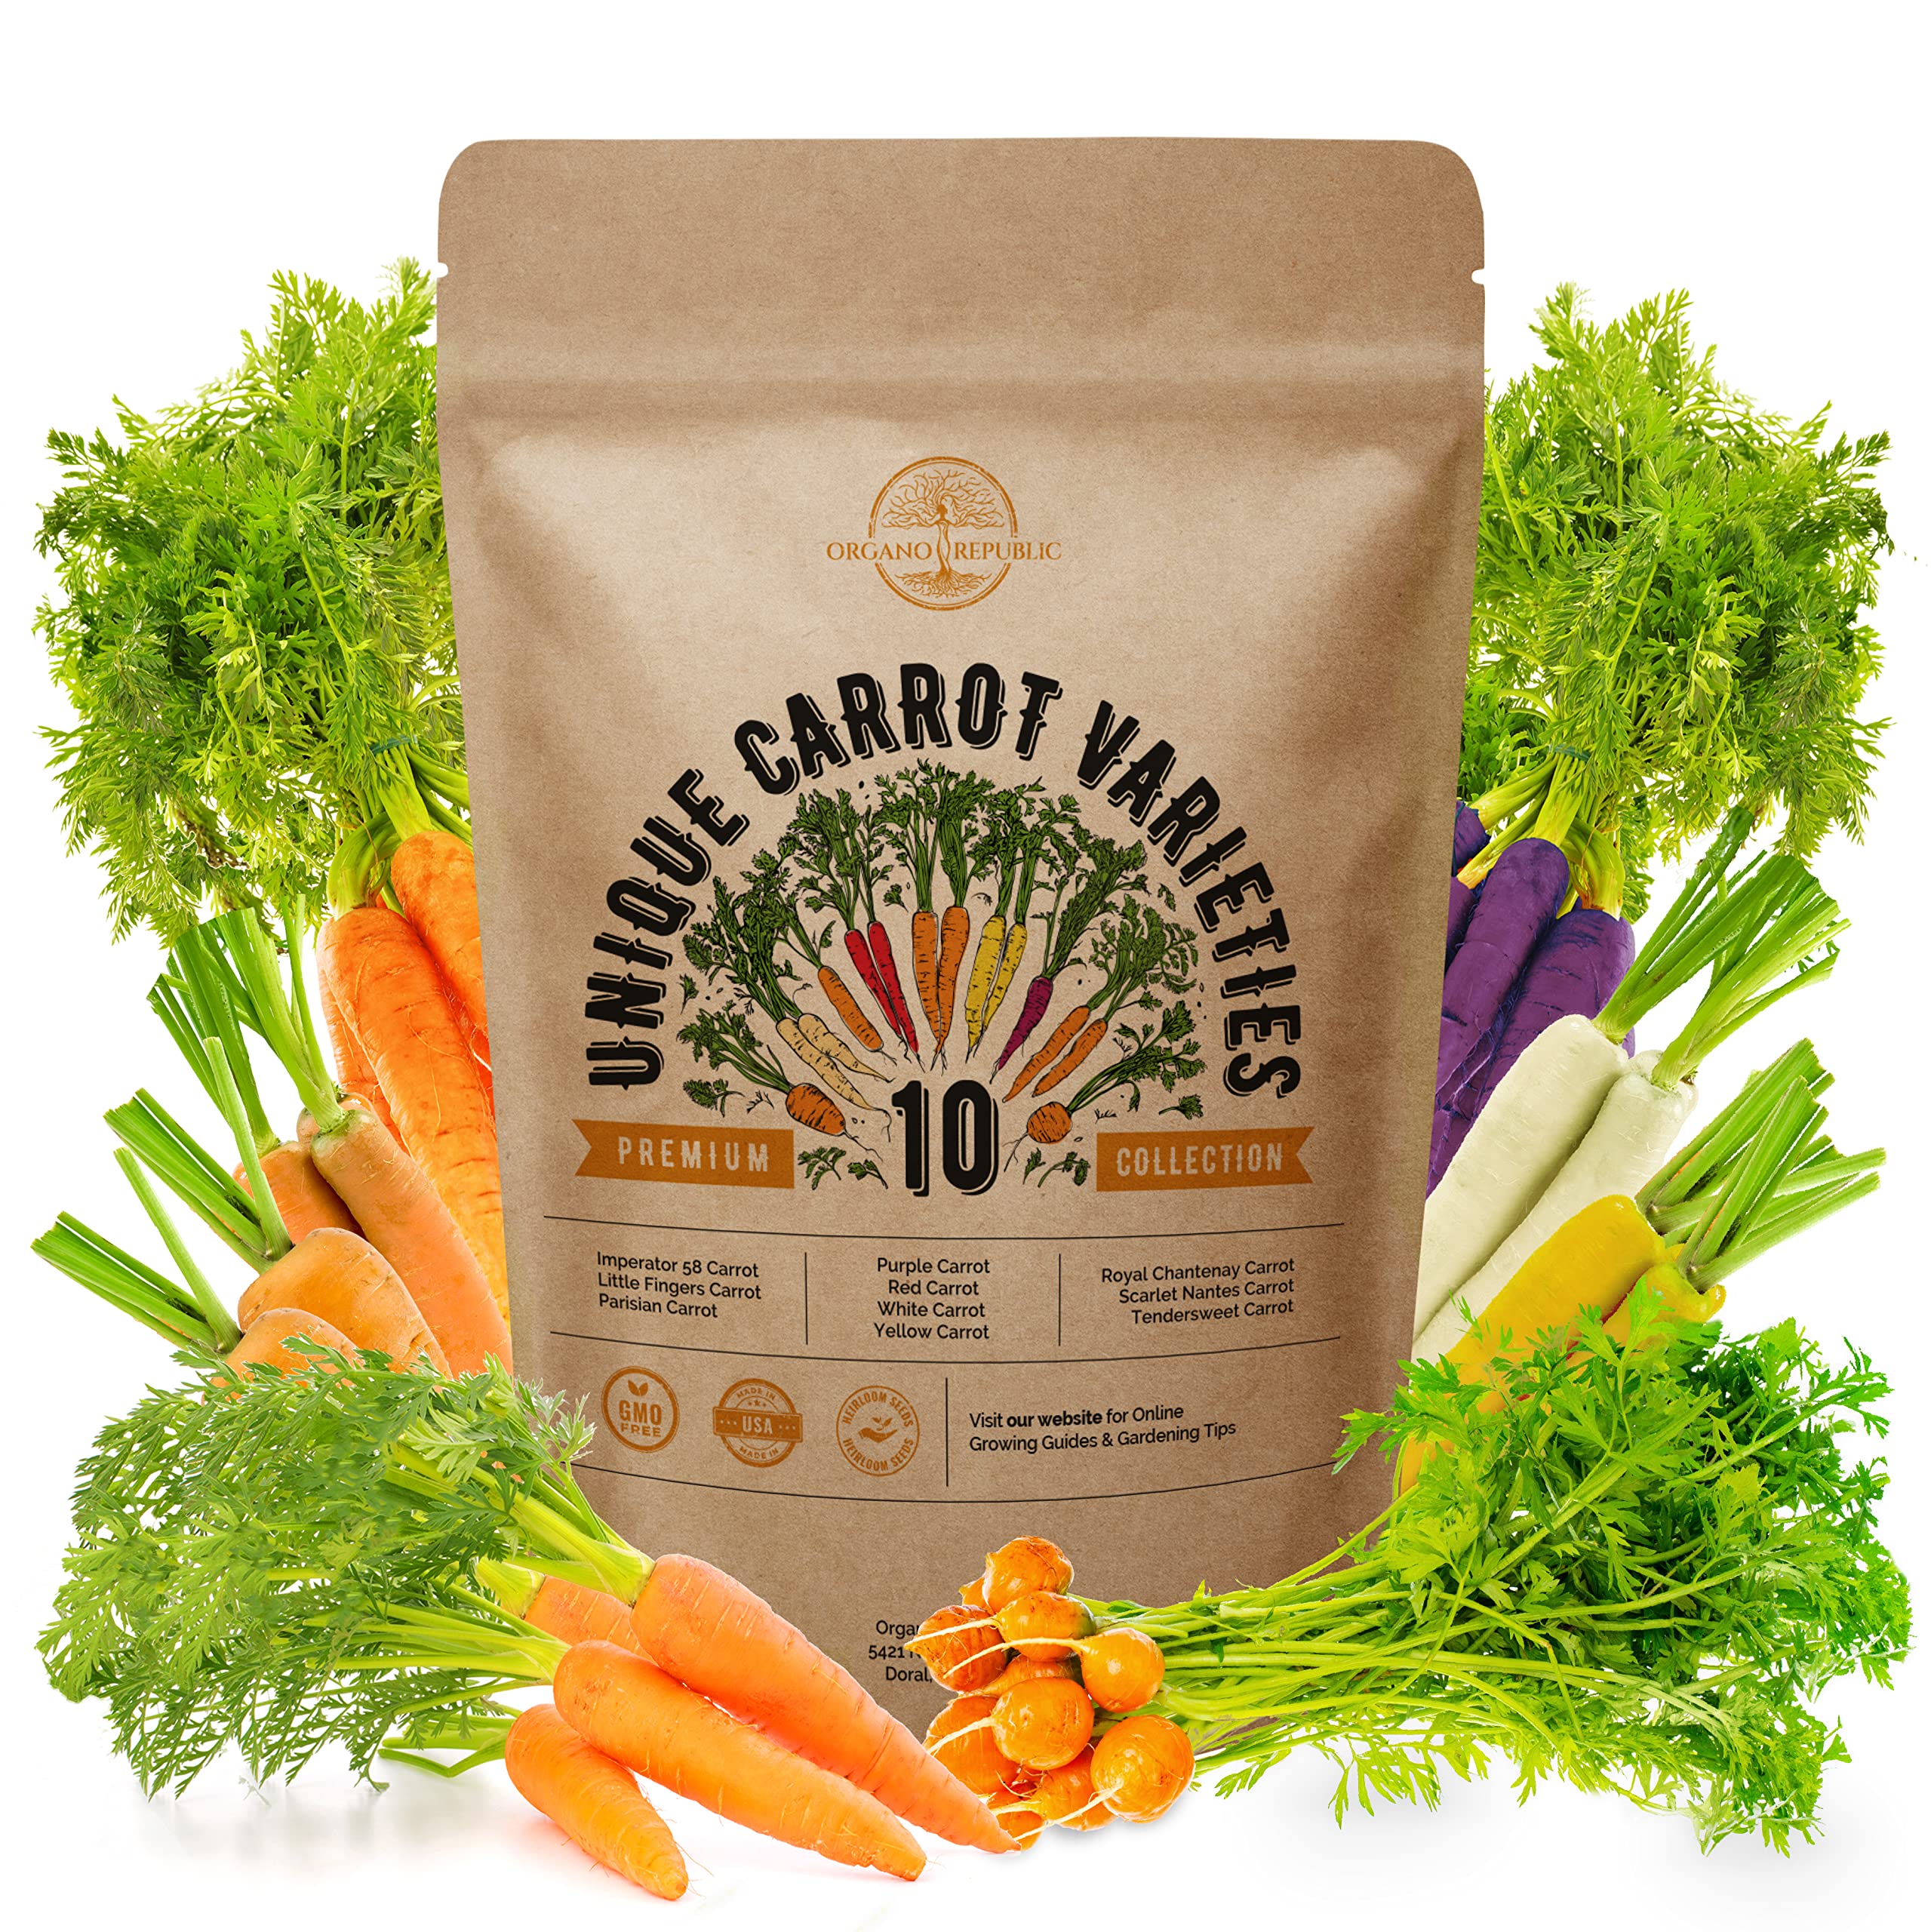 ORGANO REPUBLIC
UNIQUE CARROT VARIETIES
10
PREMIUM
COLLECTION
Imperator 58 Carrot
Little Fingers Carrot
Parisian Carrot
Purple Carrot
Red Carrot
White Carrot
Yellow Carrot
Royal Chantenay Carrot
Scarlet Nantes Carrot
Tendersweet Carrot
GMO
FREE
MADE IN
USA
MADE IN
HEIRLOOM SEEDS
HEIRLOOM SEEDS
Visit our website for Online
Growing Guides & Gardening Tips
5421
Doral,